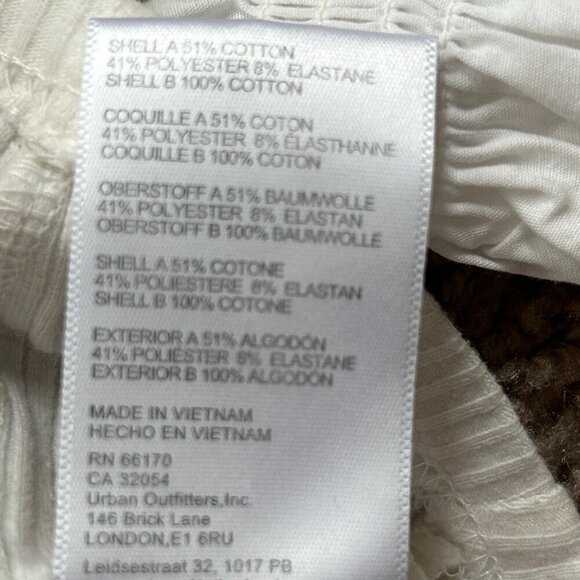 SHELL A 51% COTTON
41% POLYESTER 8% ELASTANE
SHELL B 100% COTTON
COQUILLE A 51% COTON
41% POLYESTER 8% ÉLASTHANNE
COQUILLE B 100% COTON
OBERSTOFF A 51% BAUMWOLLE
41% POLYESTER 8% ELASTAN
OBERSTOFF B 100% BAUMWOLLE
SHELL A 51% COTONE
41% POLIESTERE 8% ELASTAN
SHELL B 100% COTONE
EXTERIOR A 51% ALGODÓN
41% POLIÉSTER 8% ELASTANE
EXTERIOR B 100% ALGODÓN
MADE IN VIETNAM
HECHO EN VIETNAM
RN 66170
CA 32054
Urban Outfitters,Inc.
146 Brick Lane
LONDON,E1 6RU
Leidsestraat 32, 1017 PB